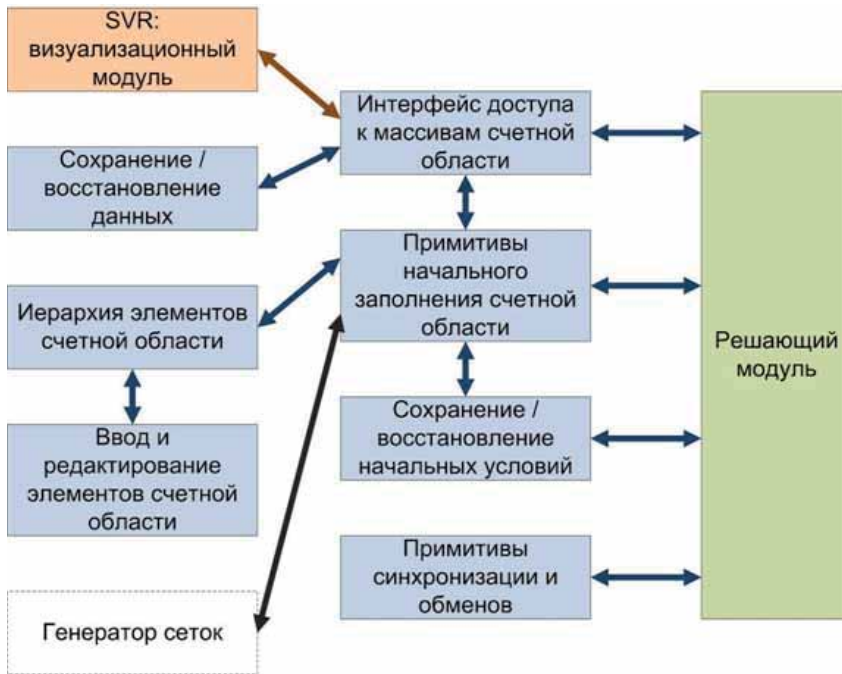 SVR:
визуализационный
модуль
Сохранение /
восстановление
данных
Иерархия элементов
счетной области
Ввод и
редактирование
элементов счетной
области
Генератор сеток
Интерфейс доступа
к массивам счетной
области
Примитивы
начального
заполнения счетной
области
Сохранение /
восстановление
начальных условий
Примитивы
синхронизации и
обменов
Решающий
модуль